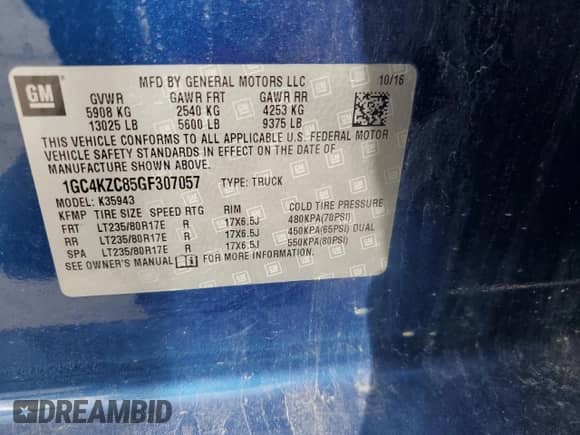 GM
MFD BY GENERAL MOTORS LLC 10/16
GVWR GAWR FRT GAWR RR
5908 KG 2540 KG 4253 KG
13025 LB 5600 LB 9375 LB
THIS VEHICLE CONFORMS TO ALL APPLICABLE U.S. FEDERAL MOTOR
VEHICLE SAFETY STANDARDS IN EFFECT ON THE DATE OF
MANUFACTURE SHOWN ABOVE.
1GC4KZC85GF307057 TYPE: TRUCK
MODEL: K35943
KFMP TIRE SIZE SPEED RTG RIM COLD TIRE PRESSURE
FRT LT235/80R17E R 17X6.5J 480KPA(70PSI)
RR LT235/80R17E R 17X6.5J 450KPA(65PSI) DUAL
SPA LT235/80R17E R 17X6.5J 550KPA(80PSI)
SEE OWNER'S MANUAL FOR MORE INFORMATION.
DREAMBID